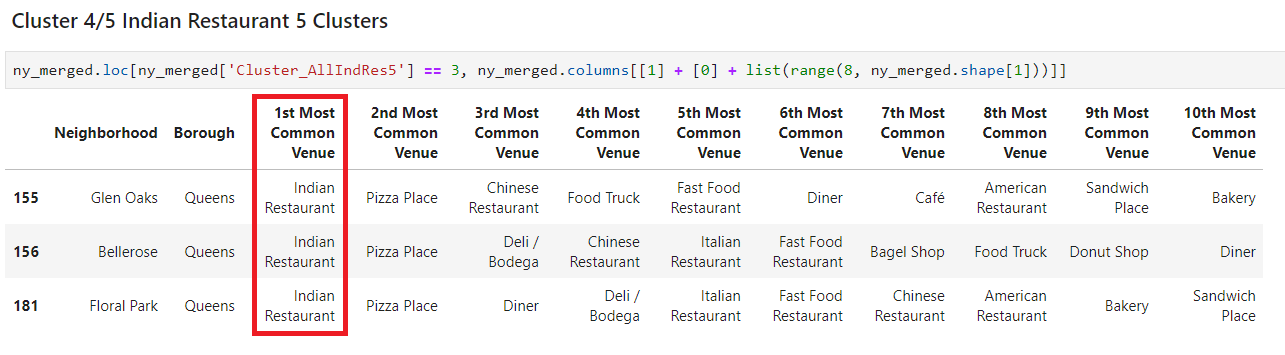 Cluster 4/5 Indian Restaurant 5 Clusters
ny_merged.loc[ny_merged['Cluster_AllIndRes5'] == 3, ny_merged.columns[[1] + [0] + list(range(8, ny_merged.shape[1]))]]
Neighborhood Borough 1st Most Common Venue 2nd Most Common Venue 3rd Most Common Venue 4th Most Common Venue 5th Most Common Venue 6th Most Common Venue 7th Most Common Venue 8th Most Common Venue 9th Most Common Venue 10th Most Common Venue
155 Glen Oaks Queens Indian Restaurant Pizza Place Chinese Restaurant Food Truck Fast Food Restaurant Diner Café American Restaurant Sandwich Place Bakery
156 Bellerose Queens Indian Restaurant Pizza Place Deli / Bodega Chinese Restaurant Italian Restaurant Fast Food Restaurant Bagel Shop Food Truck Donut Shop Diner
181 Floral Park Queens Indian Restaurant Pizza Place Diner Deli / Bodega Italian Restaurant Fast Food Restaurant Chinese Restaurant American Restaurant Bakery Sandwich Place